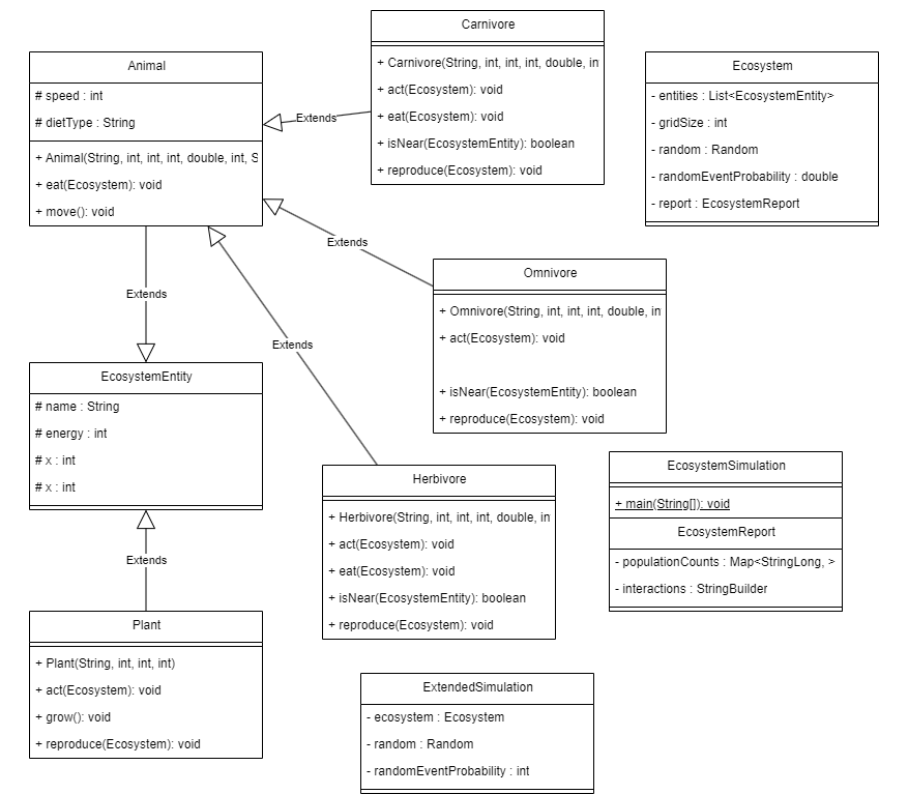 Animal
# speed : int
# dietType : String
+ Animal(String, int, int, int, double, int, S
+ eat(Ecosystem): void
+ move(): void
Extends
EcosystemEntity
# name : String
# energy : int
# x : int
# x : int
Extends
Plant
+ Plant(String, int, int, int)
+ act(Ecosystem): void
+ grow(): void
+ reproduce(Ecosystem): void
Carnivore
+ Carnivore(String, int, int, int, double, in
+ act(Ecosystem): void
+ eat(Ecosystem): void
+ isNear(EcosystemEntity): boolean
+ reproduce(Ecosystem): void
Extends
Extends
Omnivore
+ Omnivore(String, int, int, int, double, in
+ act(Ecosystem): void
+ isNear(EcosystemEntity): boolean
+ reproduce(Ecosystem): void
Extends
Herbivore
+ Herbivore(String, int, int, int, double, in
+ act(Ecosystem): void
+ eat(Ecosystem): void
+ isNear(EcosystemEntity): boolean
+ reproduce(Ecosystem): void
Ecosystem
- entities : List<EcosystemEntity>
- gridSize : int
- random : Random
- randomEventProbability : double
- report : EcosystemReport
EcosystemSimulation
+ main(String[]): void
EcosystemReport
- populationCounts : Map<StringLong, >
- interactions : StringBuilder
ExtendedSimulation
- ecosystem : Ecosystem
- random : Random
- randomEventProbability : int